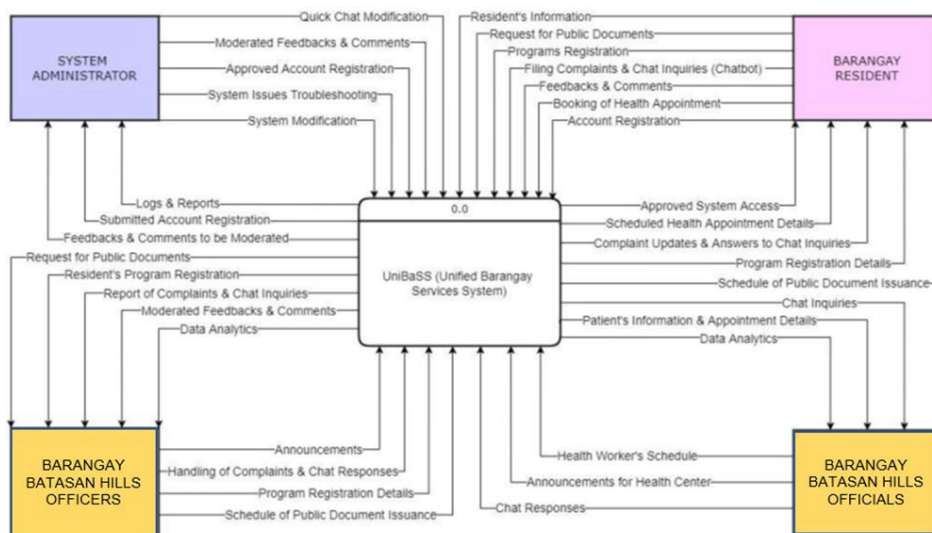 Quick Chat Modification
Moderated Feedbacks & Comments
Approved Account Registration
System Issues Troubleshooting
System Modification
SYSTEM
ADMINISTRATOR
Resident's Information
Request for Public Documents
Programs Registration
Filing Complaints & Chat Inquiries (Chatbot)
Feedbacks & Comments
Booking of Health Appointment
Account Registration
BARANGAY
RESIDENT
Logs & Reports
Submitted Account Registration
Feedbacks & Comments to be Moderated
Request for Public Documents
Resident's Program Registration
Report of Complaints & Chat Inquiries
Moderated Feedbacks & Comments
Data Analytics
0.0
UniBaSS (Unified Barangay
Services System)
Approved System Access
Scheduled Health Appointment Details
Complaint Updates & Answers to Chat Inquiries
Program Registration Details
Schedule of Public Document Issuance
Chat Inquiries
Patient's Information & Appointment Details
Data Analytics
BARANGAY
BATASAN HILLS
OFFICERS
Announcements
Handling of Complaints & Chat Responses
Program Registration Details
Schedule of Public Document Issuance
Health Worker's Schedule
Announcements for Health Center
Chat Responses
BARANGAY
BATASAN HILLS
OFFICIALS